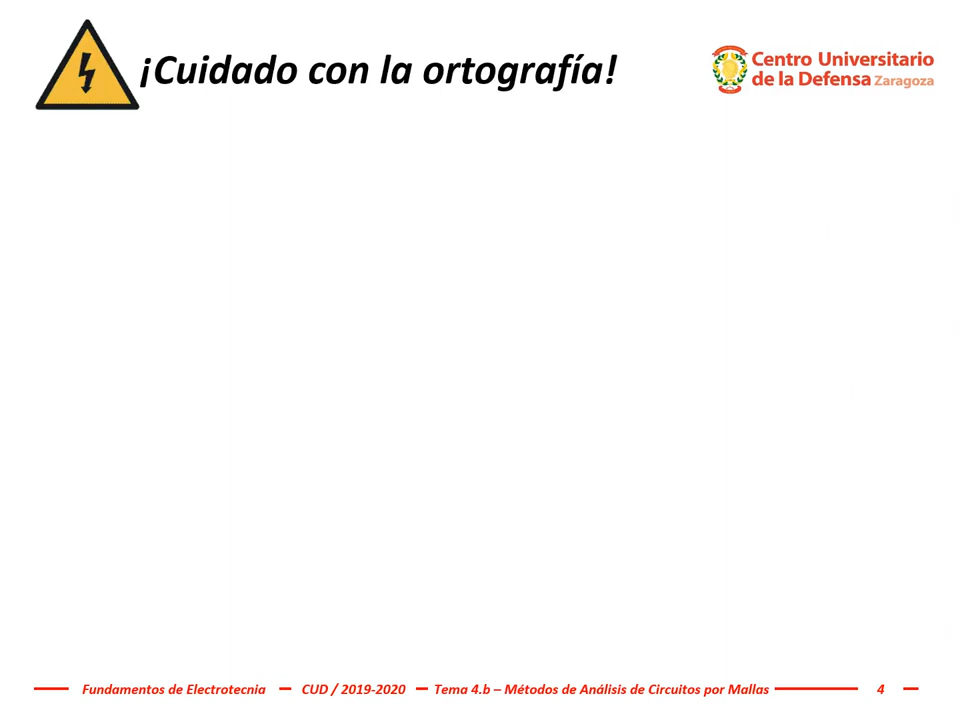 ¡Cuidado con la ortografía!
Centro Universitario
de la Defensa Zaragoza
Fundamentos de Electrotecnia — CUD / 2019-2020 — Tema 4.b – Métodos de Análisis de Circuitos por Mallas 4